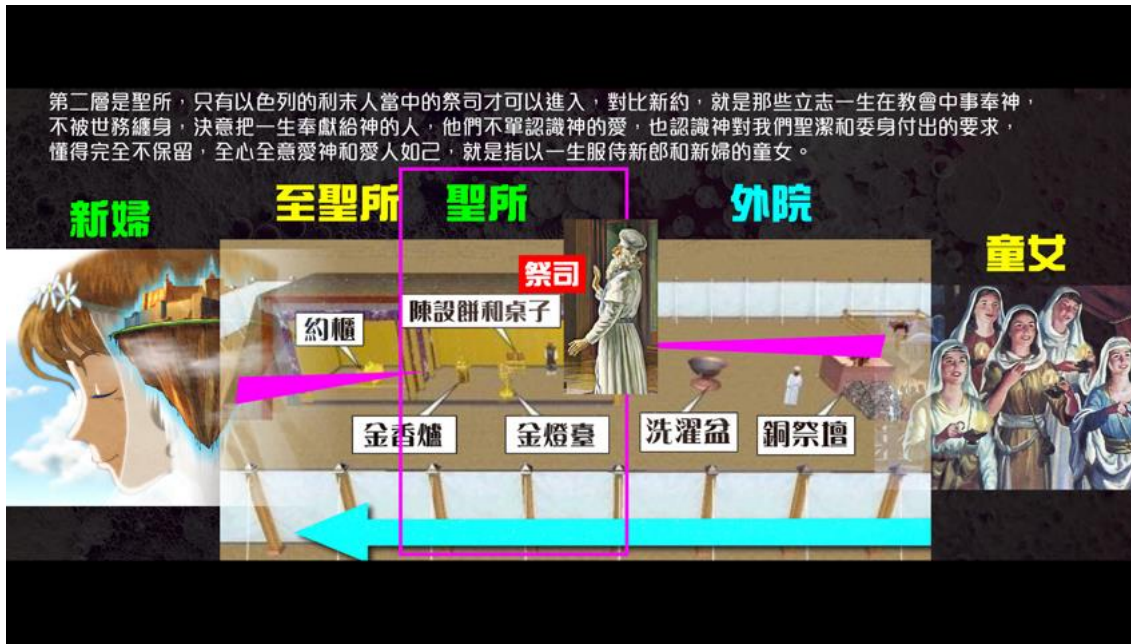 第二層是聖所，只有以色列的利未人當中的祭司才可以進入，對比新約，就是那些立志一生在教會中事奉神，
不被世務纏身，決意把一生奉獻給神的人，他們不單認識神的愛，也認識神對我們聖潔和委身付出的要求，
懂得完全不保留，全心全意愛神和愛人如己，就是指以一生服侍新郎和新婦的童女。
新婦
至聖所
聖所
外院
童女
祭司
約櫃
陳設餅和桌子
金香爐
金燈臺
洗濯盆
銅祭壇